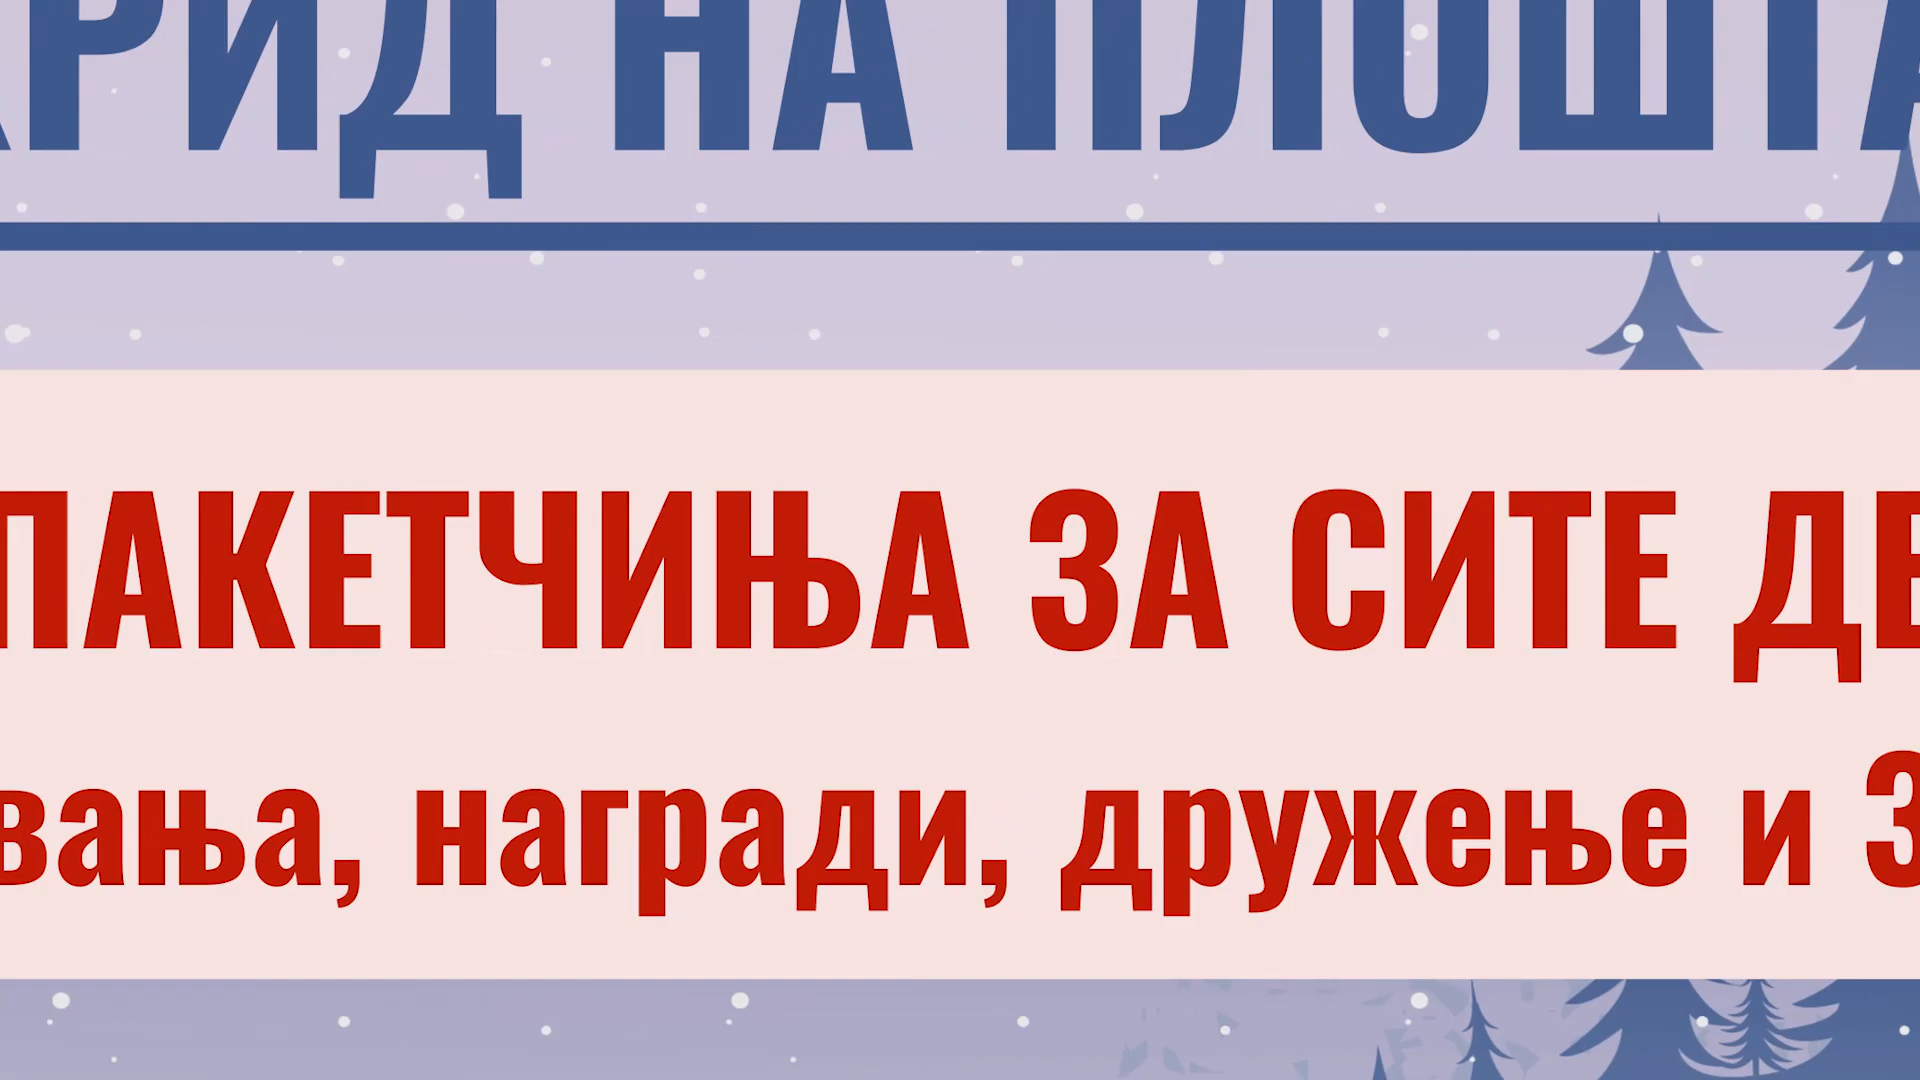 РИД НА ПЛОШТА
ПАКЕТЧИЊА ЗА СИТЕ ДЕ
вања, награди, дружење и З